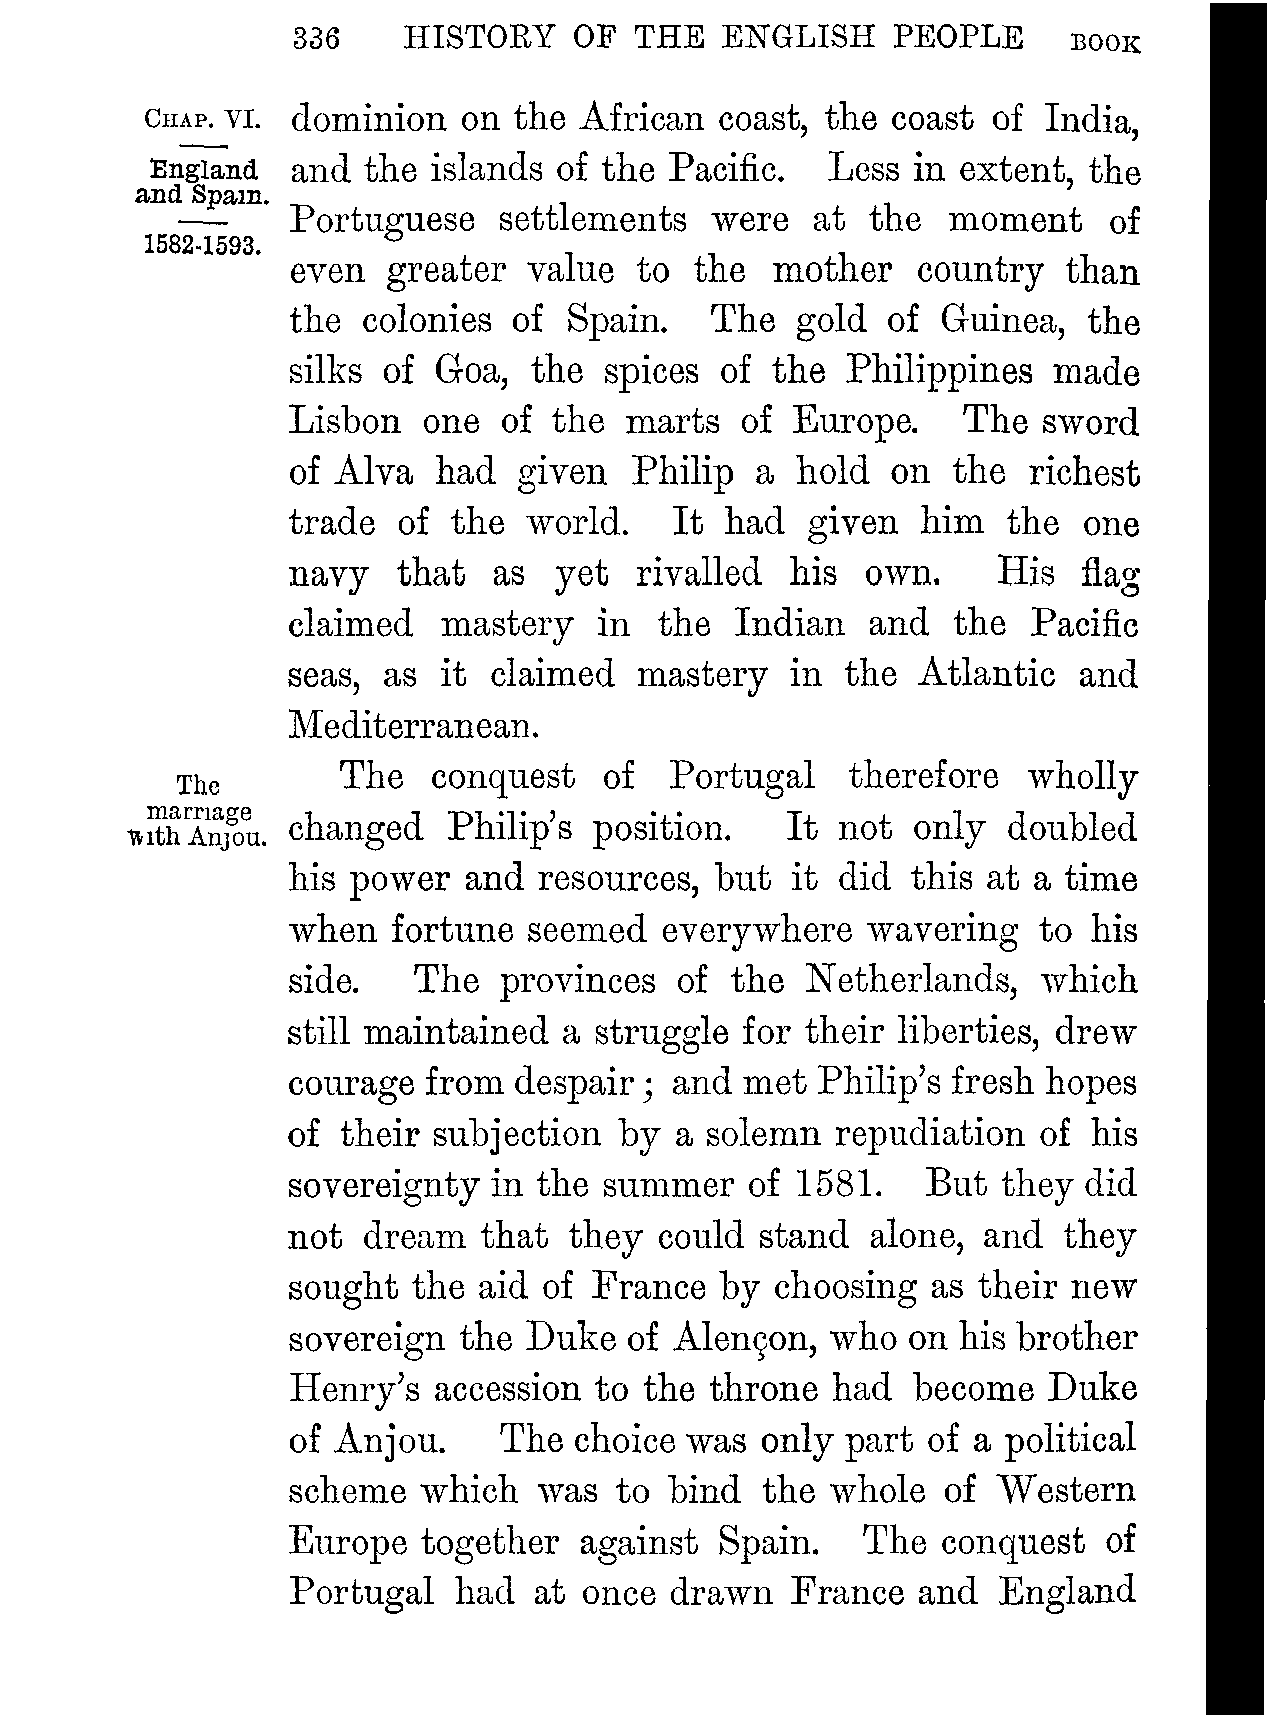 336 HISTORY OF THE ENGLISH PEOPLE BOOK
CHAP. VI.
England
and Spain.
1582-1593.
dominion on the African coast, the coast of India,
and the islands of the Pacific. Less in extent, the
Portuguese settlements were at the moment of
even greater value to the mother country than
the colonies of Spain. The gold of Guinea, the
silks of Goa, the spices of the Philippines made
Lisbon one of the marts of Europe. The sword
of Alva had given Philip a hold on the richest
trade of the world. It had given him the one
navy that as yet rivalled his own. His flag
claimed mastery in the Indian and the Pacific
seas, as it claimed mastery in the Atlantic and
Mediterranean.
The
marriage
with Anjou.
The conquest of Portugal therefore wholly
changed Philip's position. It not only doubled
his power and resources, but it did this at a time
when fortune seemed everywhere wavering to his
side. The provinces of the Netherlands, which
still maintained a struggle for their liberties, drew
courage from despair; and met Philip's fresh hopes
of their subjection by a solemn repudiation of his
sovereignty in the summer of 1581. But they did
not dream that they could stand alone, and they
sought the aid of France by choosing as their new
sovereign the Duke of Alençon, who on his brother
Henry's accession to the throne had become Duke
of Anjou. The choice was only part of a political
scheme which was to bind the whole of Western
Europe together against Spain. The conquest of
Portugal had at once drawn France and England